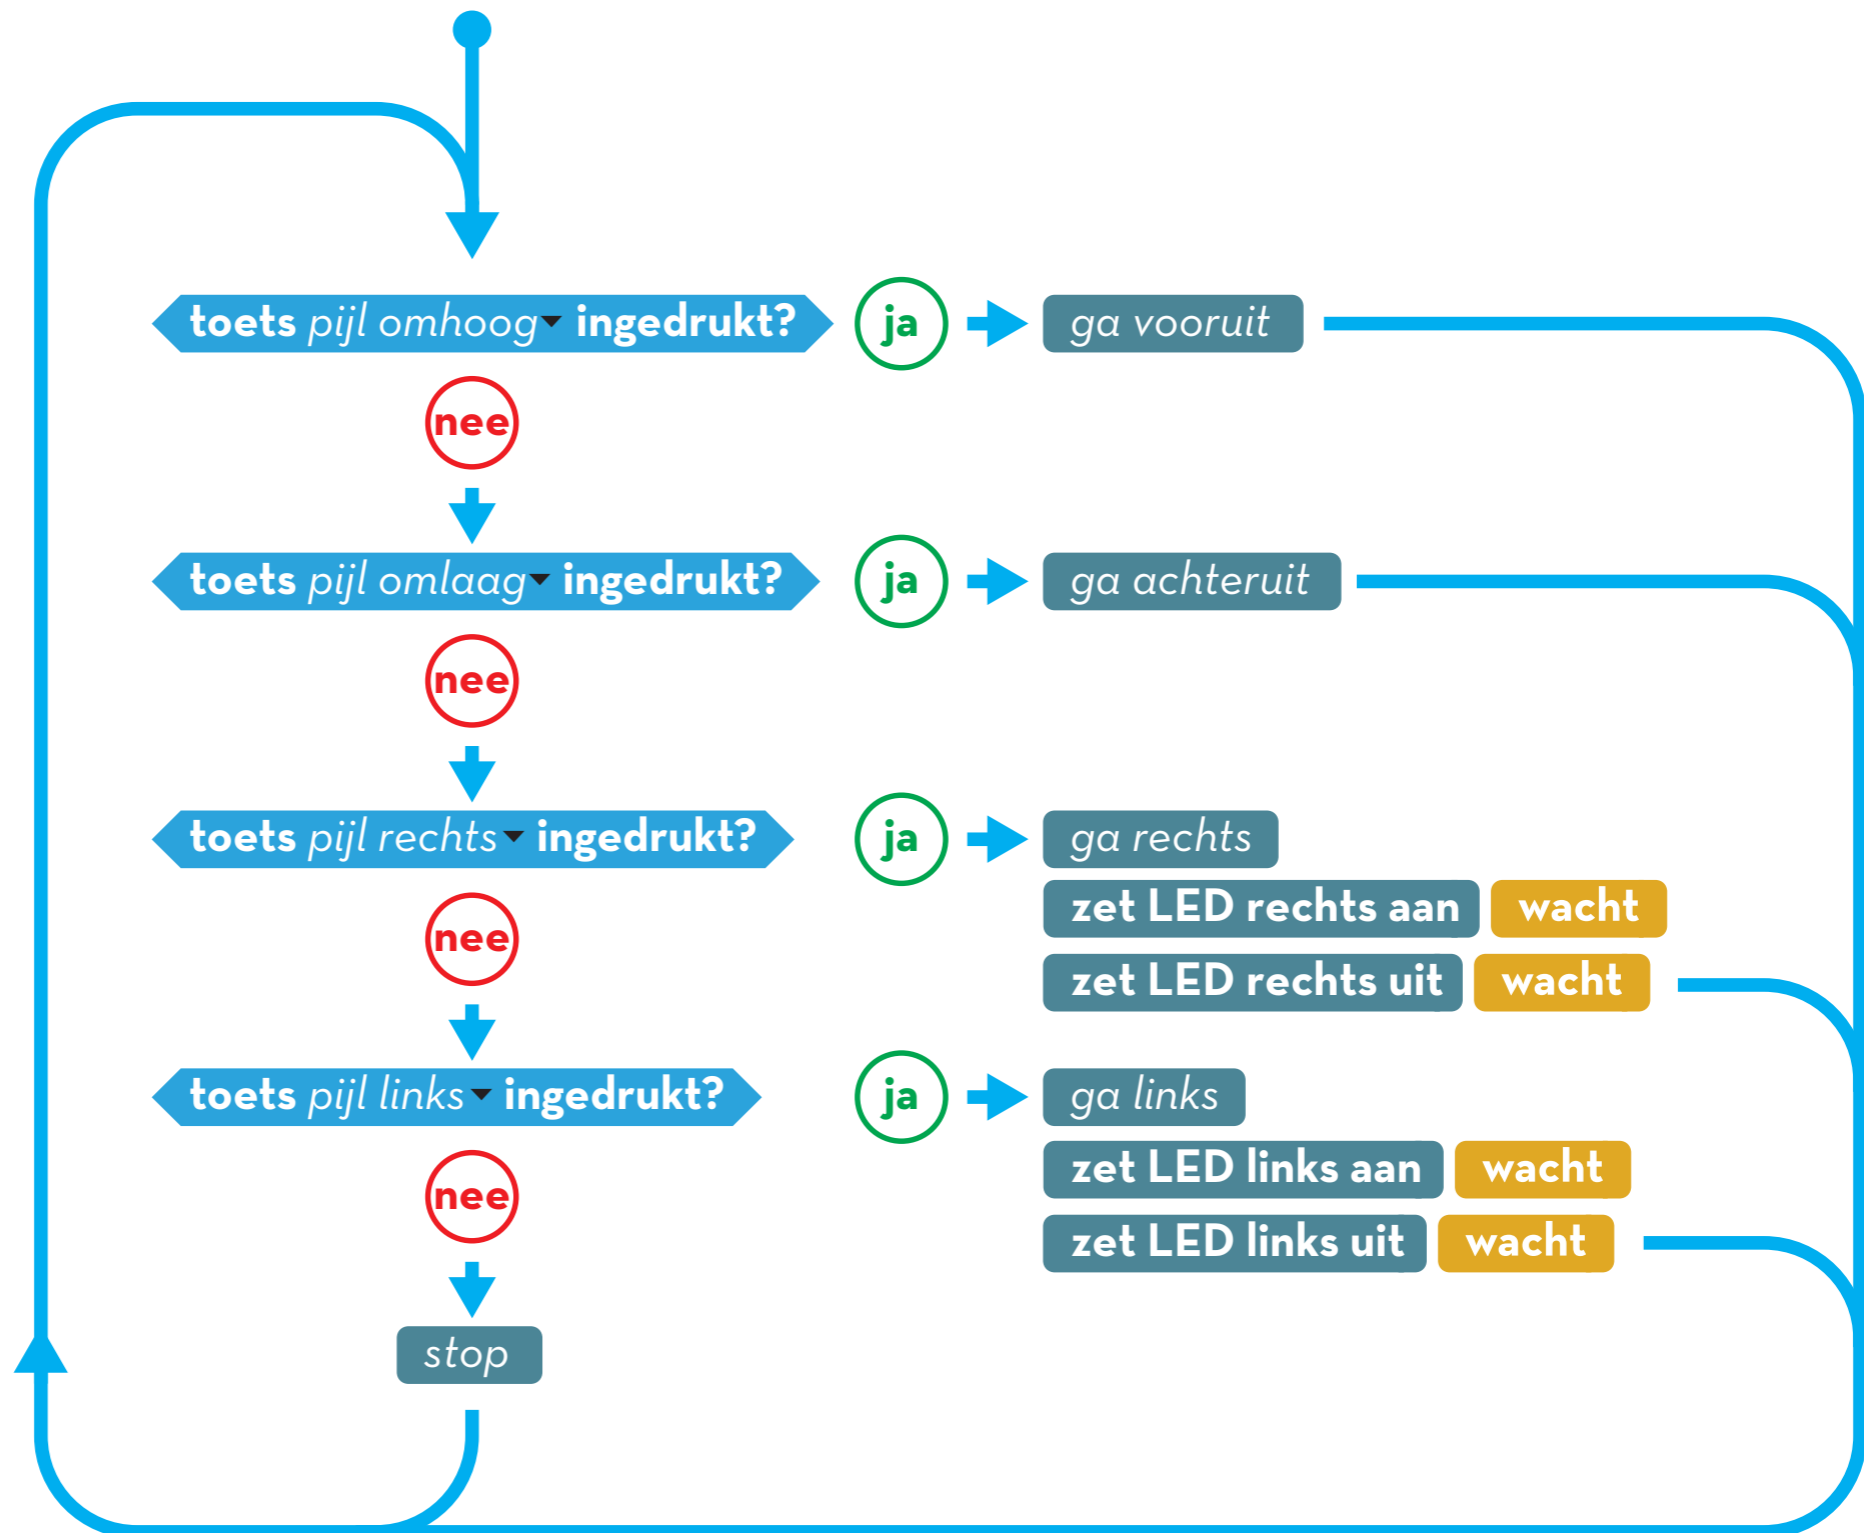 toets pijl omhoog ingedrukt? ja ga vooruit
nee
toets pijl omlaag ingedrukt? ja ga achteruit
nee
toets pijl rechts ingedrukt? ja ga rechts
zet LED rechts aan wacht
nee
zet LED rechts uit wacht
toets pijl links ingedrukt? ja ga links
zet LED links aan wacht
nee
zet LED links uit wacht
stop